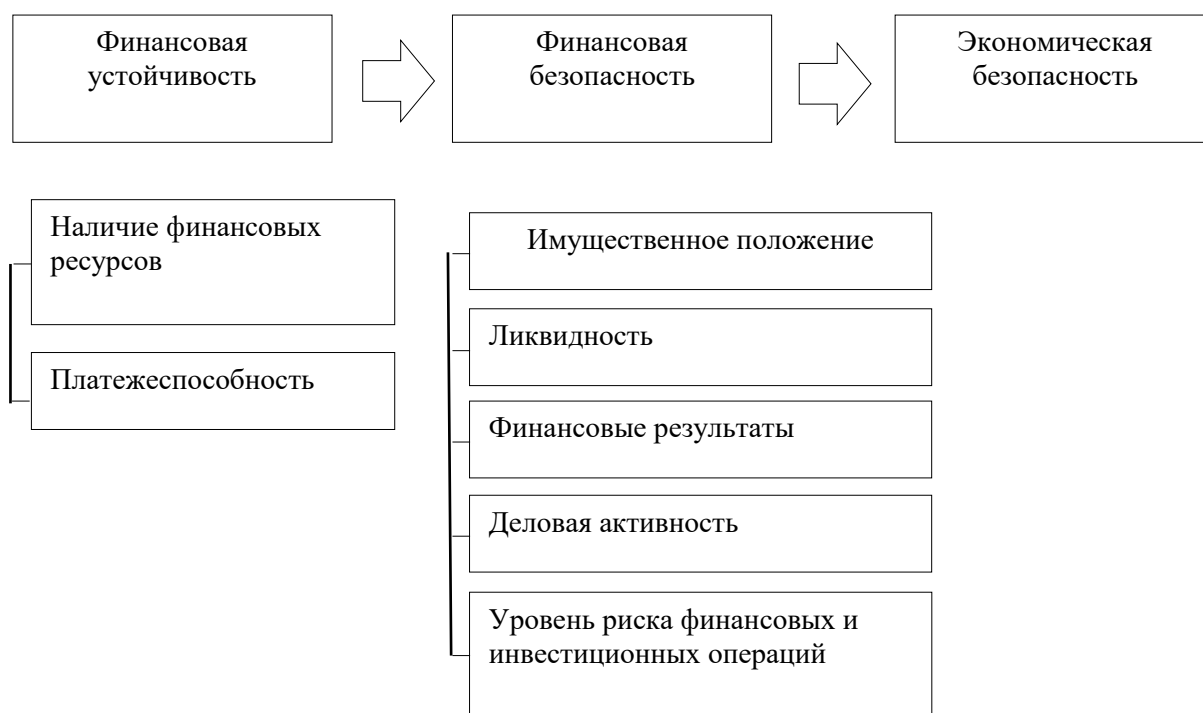 Финансовая
устойчивость
Финансовая
безопасность
Экономическая
безопасность
Наличие финансовых
ресурсов
Платежеспособность
Имущественное положение
Ликвидность
Финансовые результаты
Деловая активность
Уровень риска финансовых и
инвестиционных операций